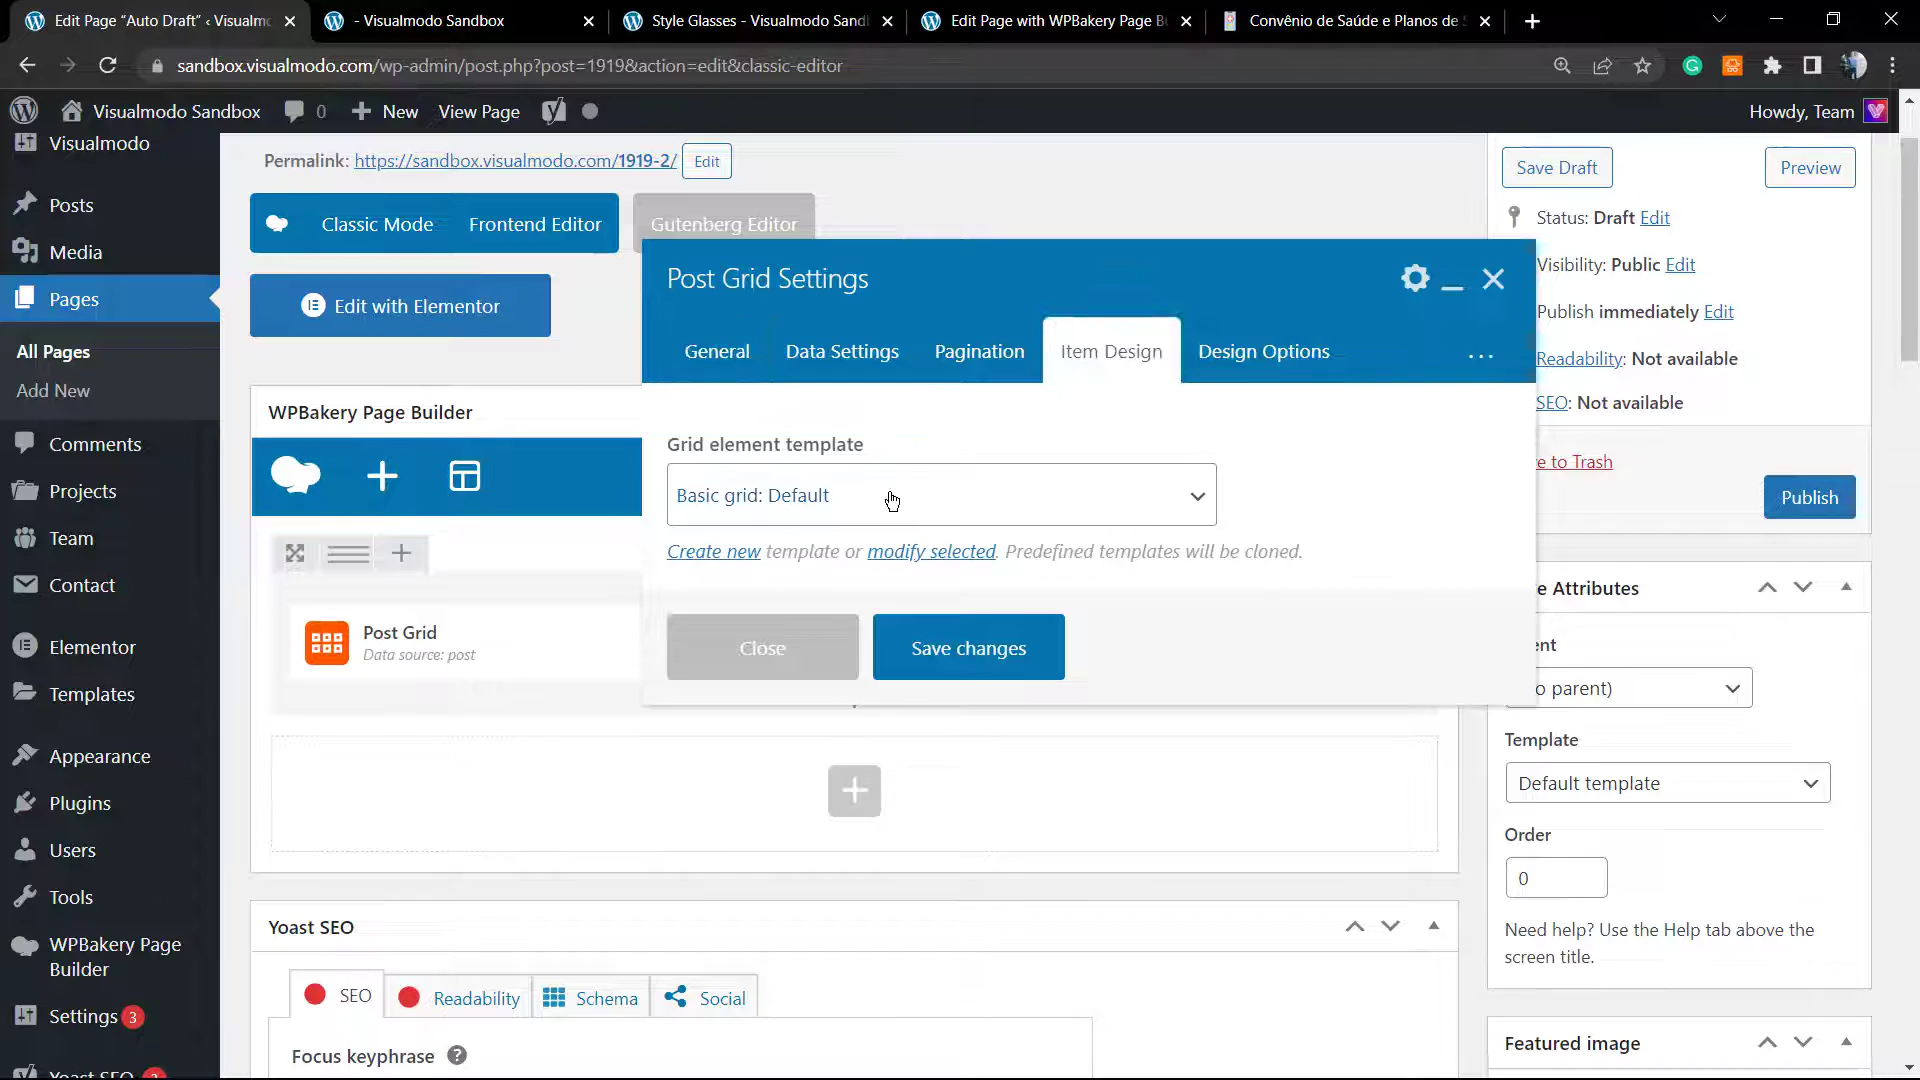 Edit Page “Auto Draft” ‹ Visualmo
- Visualmodo Sandbox
Style Glasses - Visualmodo Sand
Edit Page with WPBakery Page B
Convênio de Saúde e Planos de S
sandbox.visualmodo.com/wp-admin/post.php?post=1919&action=edit&classic-editor
Visualmodo Sandbox
0
New
View Page
Howdy, Team
Visualmodo
Posts
Media
Pages
All Pages
Add New
Comments
Projects
Team
Contact
Elementor
Templates
Appearance
Plugins
Users
Tools
WPBakery Page
Builder
Settings 3
Yoast SEO
Permalink: https://sandbox.visualmodo.com/1919-2/ Edit
Classic Mode
Frontend Editor
Gutenberg Editor
Edit with Elementor
WPBakery Page Builder
Post Grid
Data source: post
Post Grid Settings
General
Data Settings
Pagination
Item Design
Design Options
...
Grid element template
Basic grid: Default
Create new template or modify selected. Predefined templates will be cloned.
Close
Save changes
Yoast SEO
SEO
Readability
Schema
Social
Focus keyphrase ?
Save Draft
Preview
Status: Draft Edit
Visibility: Public Edit
Publish immediately Edit
Readability: Not available
SEO: Not available
e to Trash
Publish
e Attributes
ent
o parent)
Template
Default template
Order
0
Need help? Use the Help tab above the
screen title.
Featured image